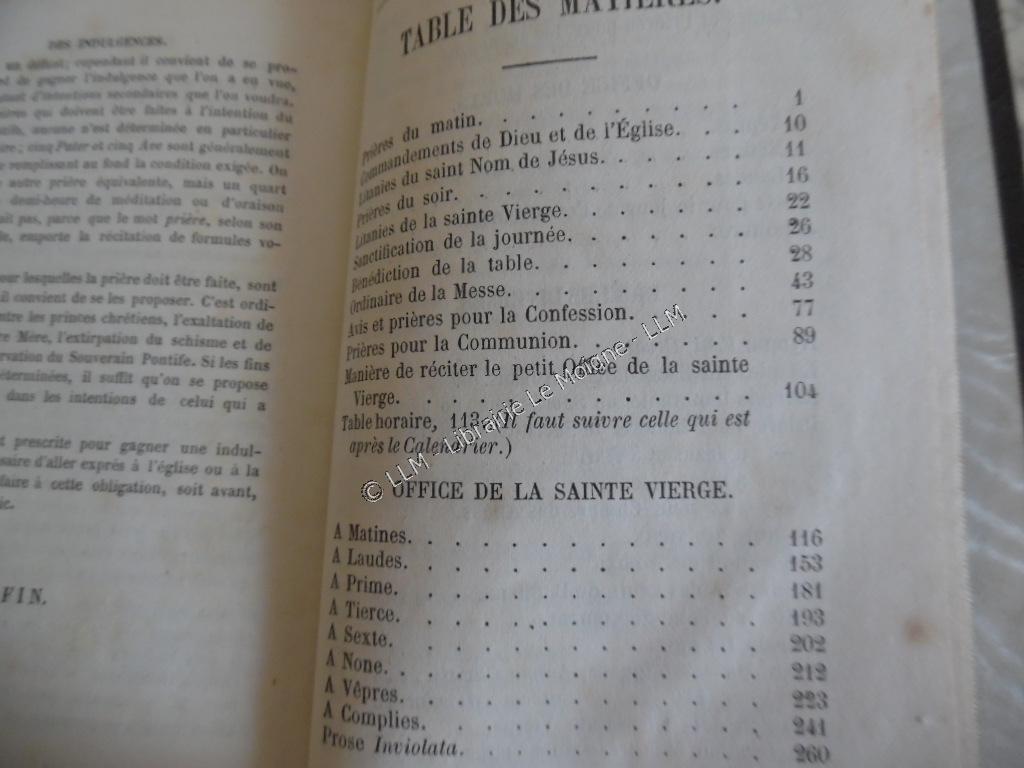 DES INDULGENCES.
un défaut; cependant il convient de se pro-
de gagner l'indulgence que l'on a en vue,
d'intentions secondaires que l'on voudra.
qui doivent être faites à l'intention du
aucune n'est déterminée en particulier
cinq Pater et cinq Ave sont généralement
remplissant au fond la condition exigée. On
autre prière équivalente, mais un quart
demi-heure de méditation ou d'oraison
pas, parce que le mot prière, selon son
emporte la récitation de formules vo-
our lesquelles la prière doit être faite, sont
il convient de se les proposer. C'est ordi-
ntre les princes chrétiens, l'exaltation de
re Mère, l'extirpation du schisme et de
ervation du Souverain Pontife. Si les fins
éterminées, il suffit qu'on se propose
dans les intentions de celui qui a
t prescrite pour gagner une indul-
saire d'aller exprès à l'église ou à la
faire à cette obligation, soit avant,
ic.
FIN.
TABLE DES MATIÈRES.
Prières du matin. 1
Commandements de Dieu et de l'Église. 10
Litanies du saint Nom de Jésus. 11
Prières du soir. 16
Litanies de la sainte Vierge. 22
Sanctification de la journée. 26
Bénédiction de la table. 28
Ordinaire de la Messe. 43
Avis et prières pour la Confession. 77
Prières pour la Communion. 89
Manière de réciter le petit Office de la sainte
Vierge. 104
Table horaire, 113. (Il faut suivre celle qui est
après le Calendrier.)
OFFICE DE LA SAINTE VIERGE.
A Matines. 116
A Laudes. 153
A Prime. 181
A Tierce. 193
A Sexte. 202
A None. 212
A Vêpres. 223
A Complies. 241
Prose Inviolata. 260
© LLM - Librairie Le Moigne - LLM